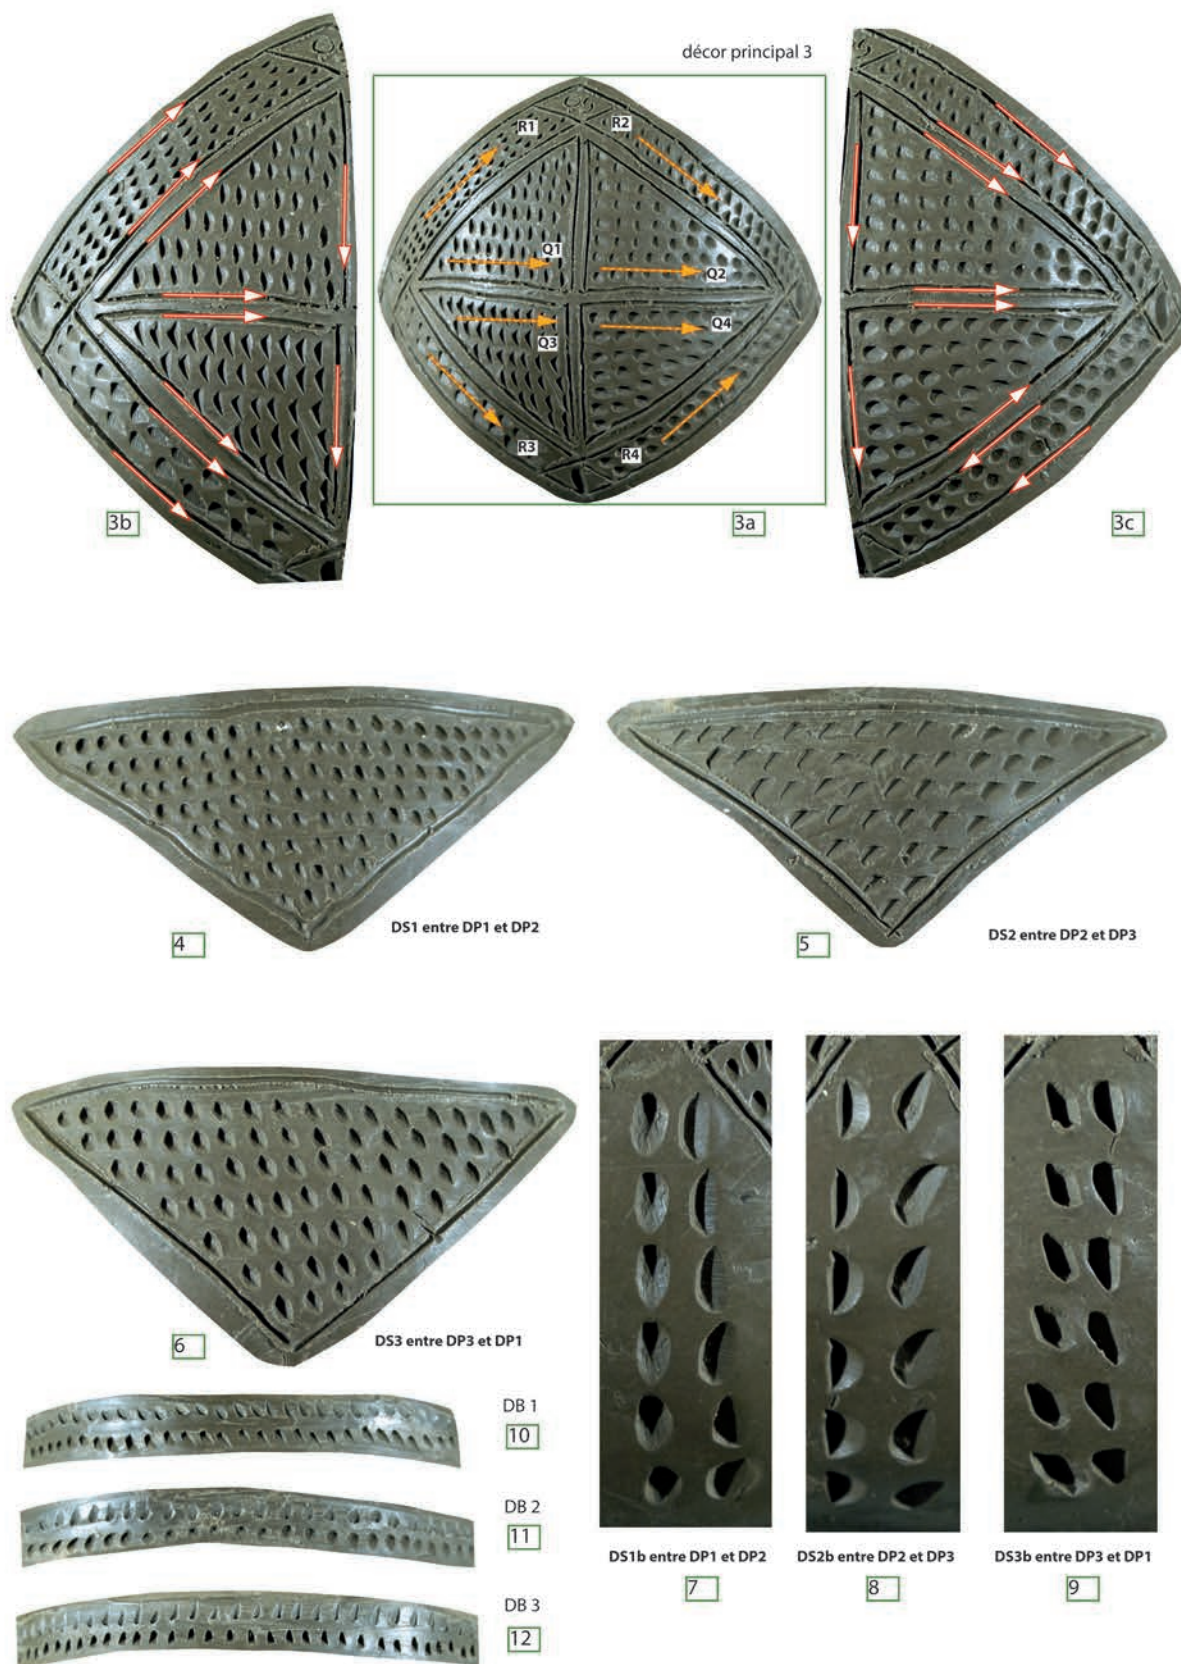 décor principal 3
R1
R2
Q1
Q2
Q3
Q4
R3
R4
3b
3a
3c
DS1 entre DP1 et DP2
4
DS2 entre DP2 et DP3
5
DS3 entre DP3 et DP1
6
DB 1
10
DB 2
11
DB 3
12
DS1b entre DP1 et DP2
7
DS2b entre DP2 et DP3
8
DS3b entre DP3 et DP1
9